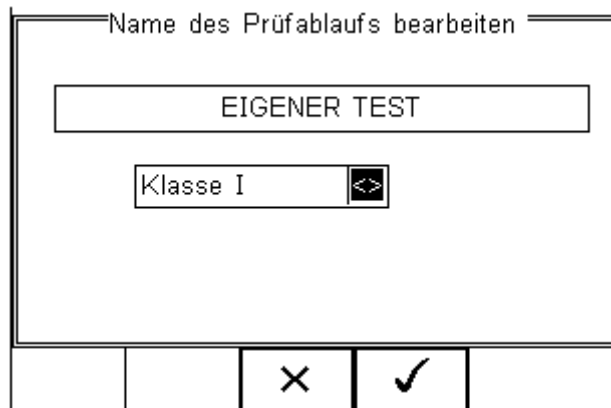 Name des Prüfablaufs bearbeiten
EIGENER TEST
Klasse I <>